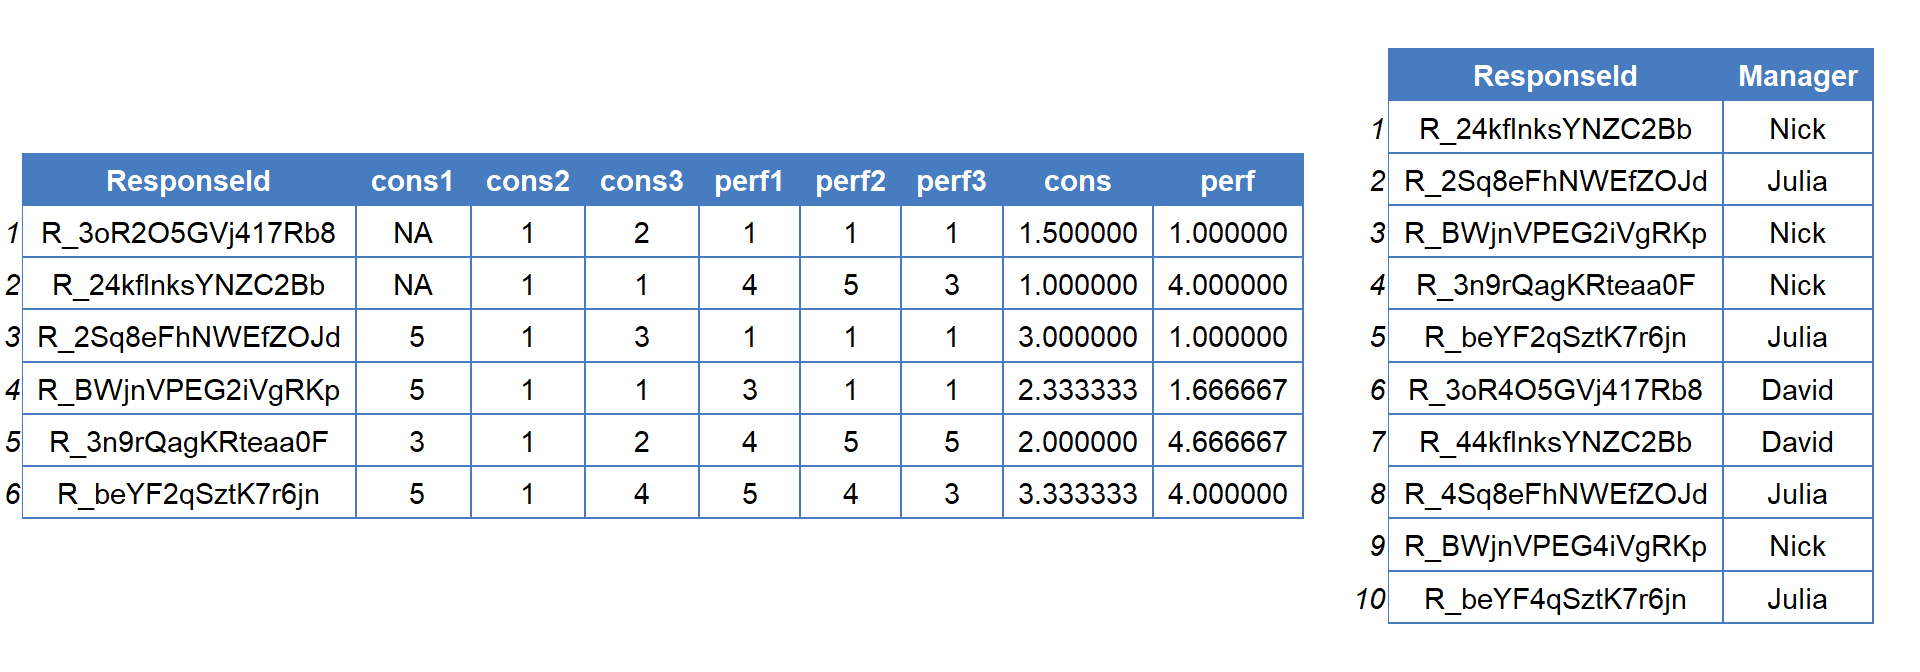 ResponseId cons1 cons2 cons3 perf1 perf2 perf3 cons perf
1 R_3oR2O5GVj417Rb8 NA 1 2 1 1 1 1.500000 1.000000
2 R_24kflnksYNZC2Bb NA 1 1 4 5 3 1.000000 4.000000
3 R_2Sq8eFhNWEfZOJd 5 1 3 1 1 1 3.000000 1.000000
4 R_BWjnVPEG2iVgRKp 5 1 1 3 1 1 2.333333 1.666667
5 R_3n9rQagKRteaa0F 3 1 2 4 5 5 2.000000 4.666667
6 R_beYF2qSztK7r6jn 5 1 4 5 4 3 3.333333 4.000000
ResponseId Manager
1 R_24kflnksYNZC2Bb Nick
2 R_2Sq8eFhNWEfZOJd Julia
3 R_BWjnVPEG2iVgRKp Nick
4 R_3n9rQagKRteaa0F Nick
5 R_beYF2qSztK7r6jn Julia
6 R_3oR4O5GVj417Rb8 David
7 R_44kflnksYNZC2Bb David
8 R_4Sq8eFhNWEfZOJd Julia
9 R_BWjnVPEG4iVgRKp Nick
10 R_beYF4qSztK7r6jn Julia